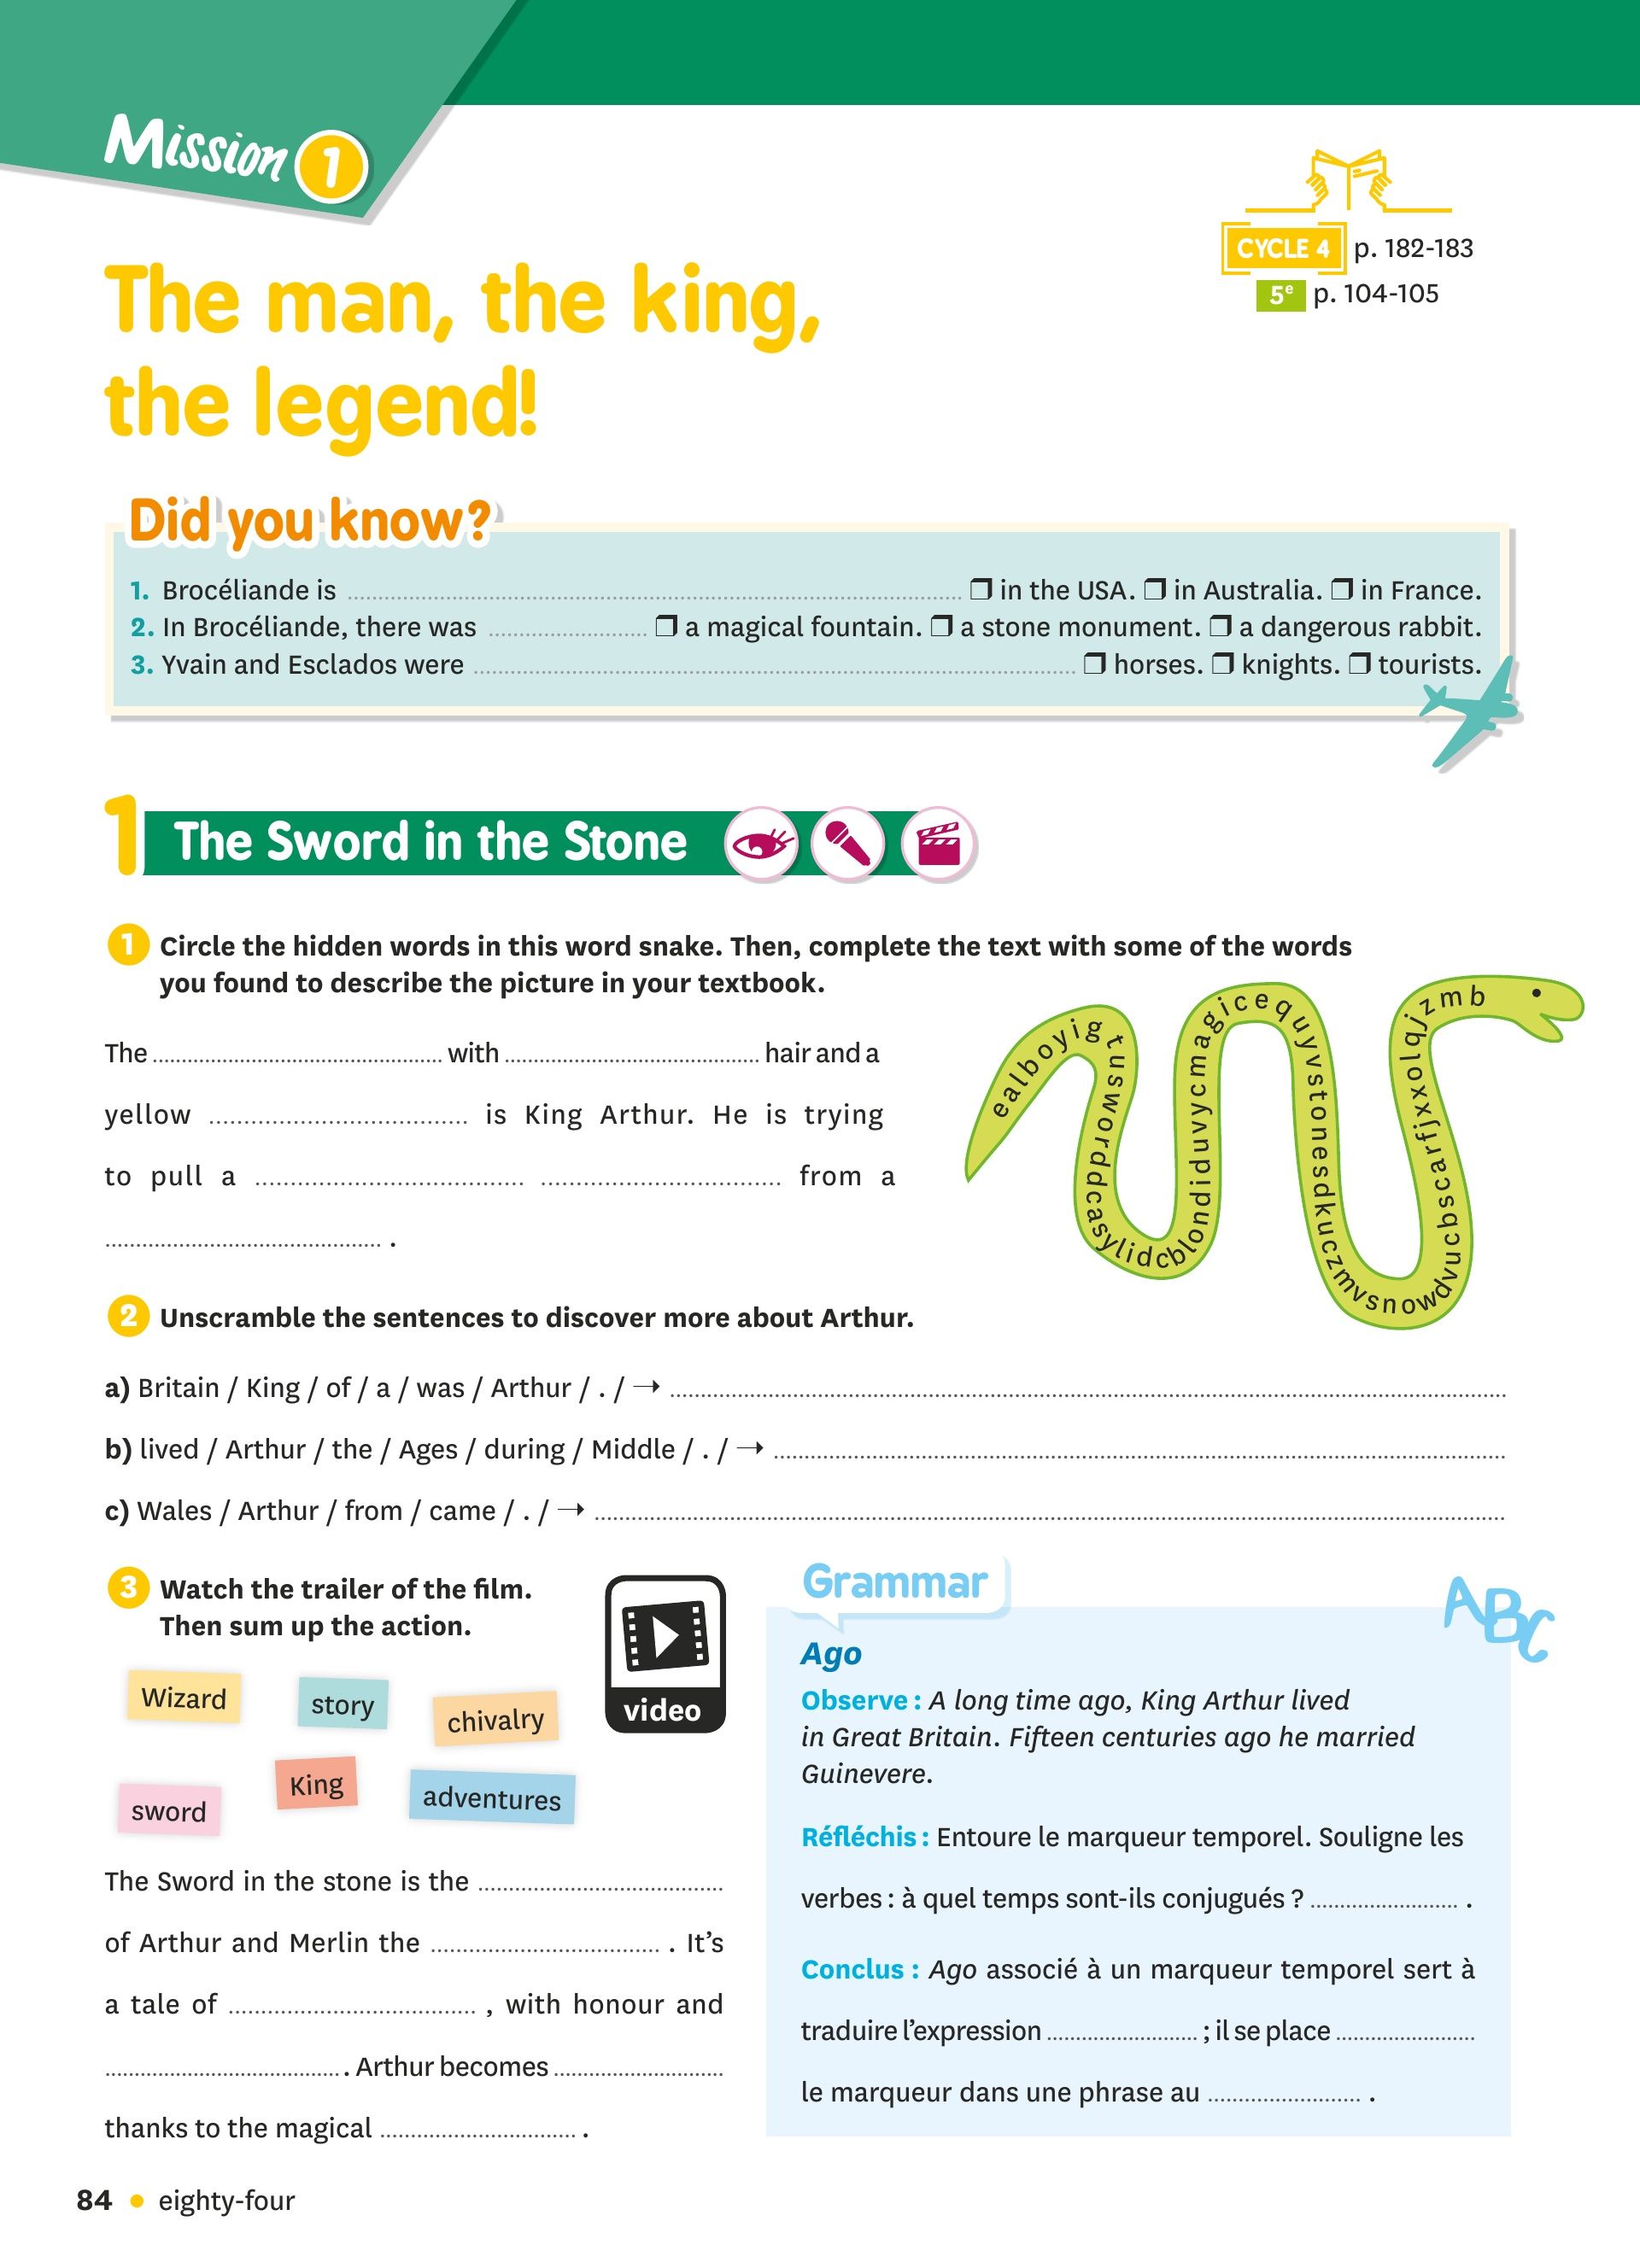 Mission 1
CYCLE 4 p. 182-183
5e p. 104-105
The man, the king,
the legend!
Did you know?
1. Brocéliande is ........ ❒ in the USA. ❒ in Australia. ❒ in France.
2. In Brocéliande, there was ........ ❒ a magical fountain. ❒ a stone monument. ❒ a dangerous rabbit.
3. Yvain and Esclados were ........ ❒ horses. ❒ knights. ❒ tourists.
1 The Sword in the Stone
1 Circle the hidden words in this word snake. Then, complete the text with some of the words
you found to describe the picture in your textbook.
The ........ with ........ hair and a
yellow ........ is King Arthur. He is trying
to pull a ........ ........ from a
........ .
ealboyigtnsworddcasylidcblondiduvycmagicequyvstonesdkuczmvsnowdvucbscarfjxxolqjzmb
2 Unscramble the sentences to discover more about Arthur.
a) Britain / King / of / a / was / Arthur / . / → ........
b) lived / Arthur / the / Ages / during / Middle / . / → ........
c) Wales / Arthur / from / came / . / → ........
3 Watch the trailer of the film.
Then sum up the action.
video
Wizard
story
chivalry
sword
King
adventures
The Sword in the stone is the ........
of Arthur and Merlin the ........ . It's
a tale of ........ , with honour and
........ . Arthur becomes ........
thanks to the magical ........ .
Grammar
ABC
Ago
Observe : A long time ago, King Arthur lived
in Great Britain. Fifteen centuries ago he married
Guinevere.
Réfléchis : Entoure le marqueur temporel. Souligne les
verbes : à quel temps sont-ils conjugués ? ........ .
Conclus : Ago associé à un marqueur temporel sert à
traduire l'expression ........ ; il se place ........
le marqueur dans une phrase au ........ .
84 • eighty-four